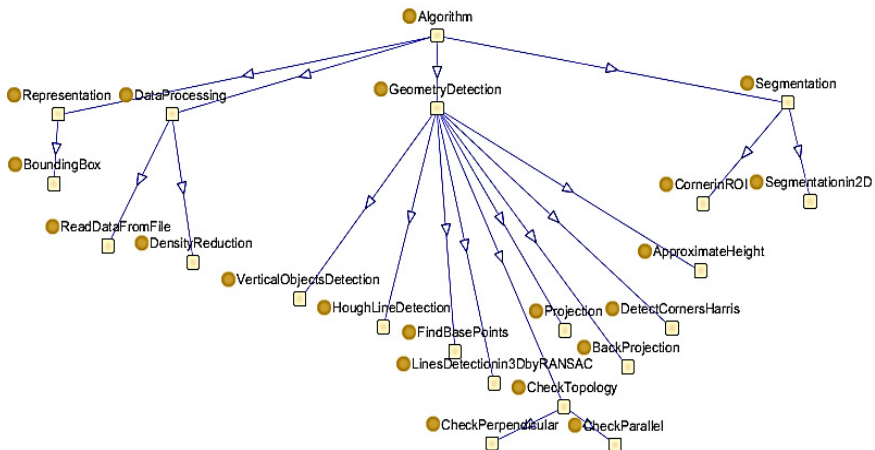 Algorithm
Representation
DataProcessing
GeometryDetection
Segmentation
BoundingBox
CornerinROI
Segmentationin2D
ReadDataFromFile
DensityReduction
ApproximateHeight
VerticalObjectsDetection
HoughLineDetection
Projection
DetectCornersHarris
FindBasePoints
BackProjection
LinesDetectionin3DbyRANSAC
CheckTopology
CheckPerpendicular
CheckParallel